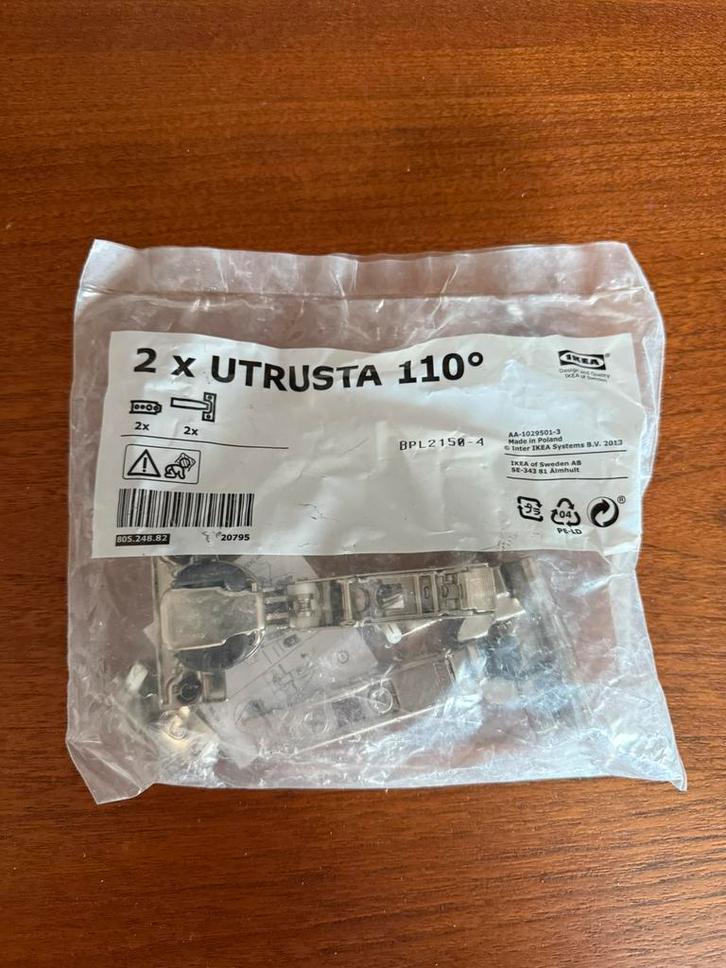 2 x UTRUSTA 110°
IKEA
Design and Quality
IKEA of Sweden
2x
2x
BPL2150-4
AA-1029501-3
Made in Poland
© Inter IKEA Systems B.V. 2013
IKEA of Sweden AB
SE-343 81 Älmhult
04
PE-LD
®
805.248.82
20795